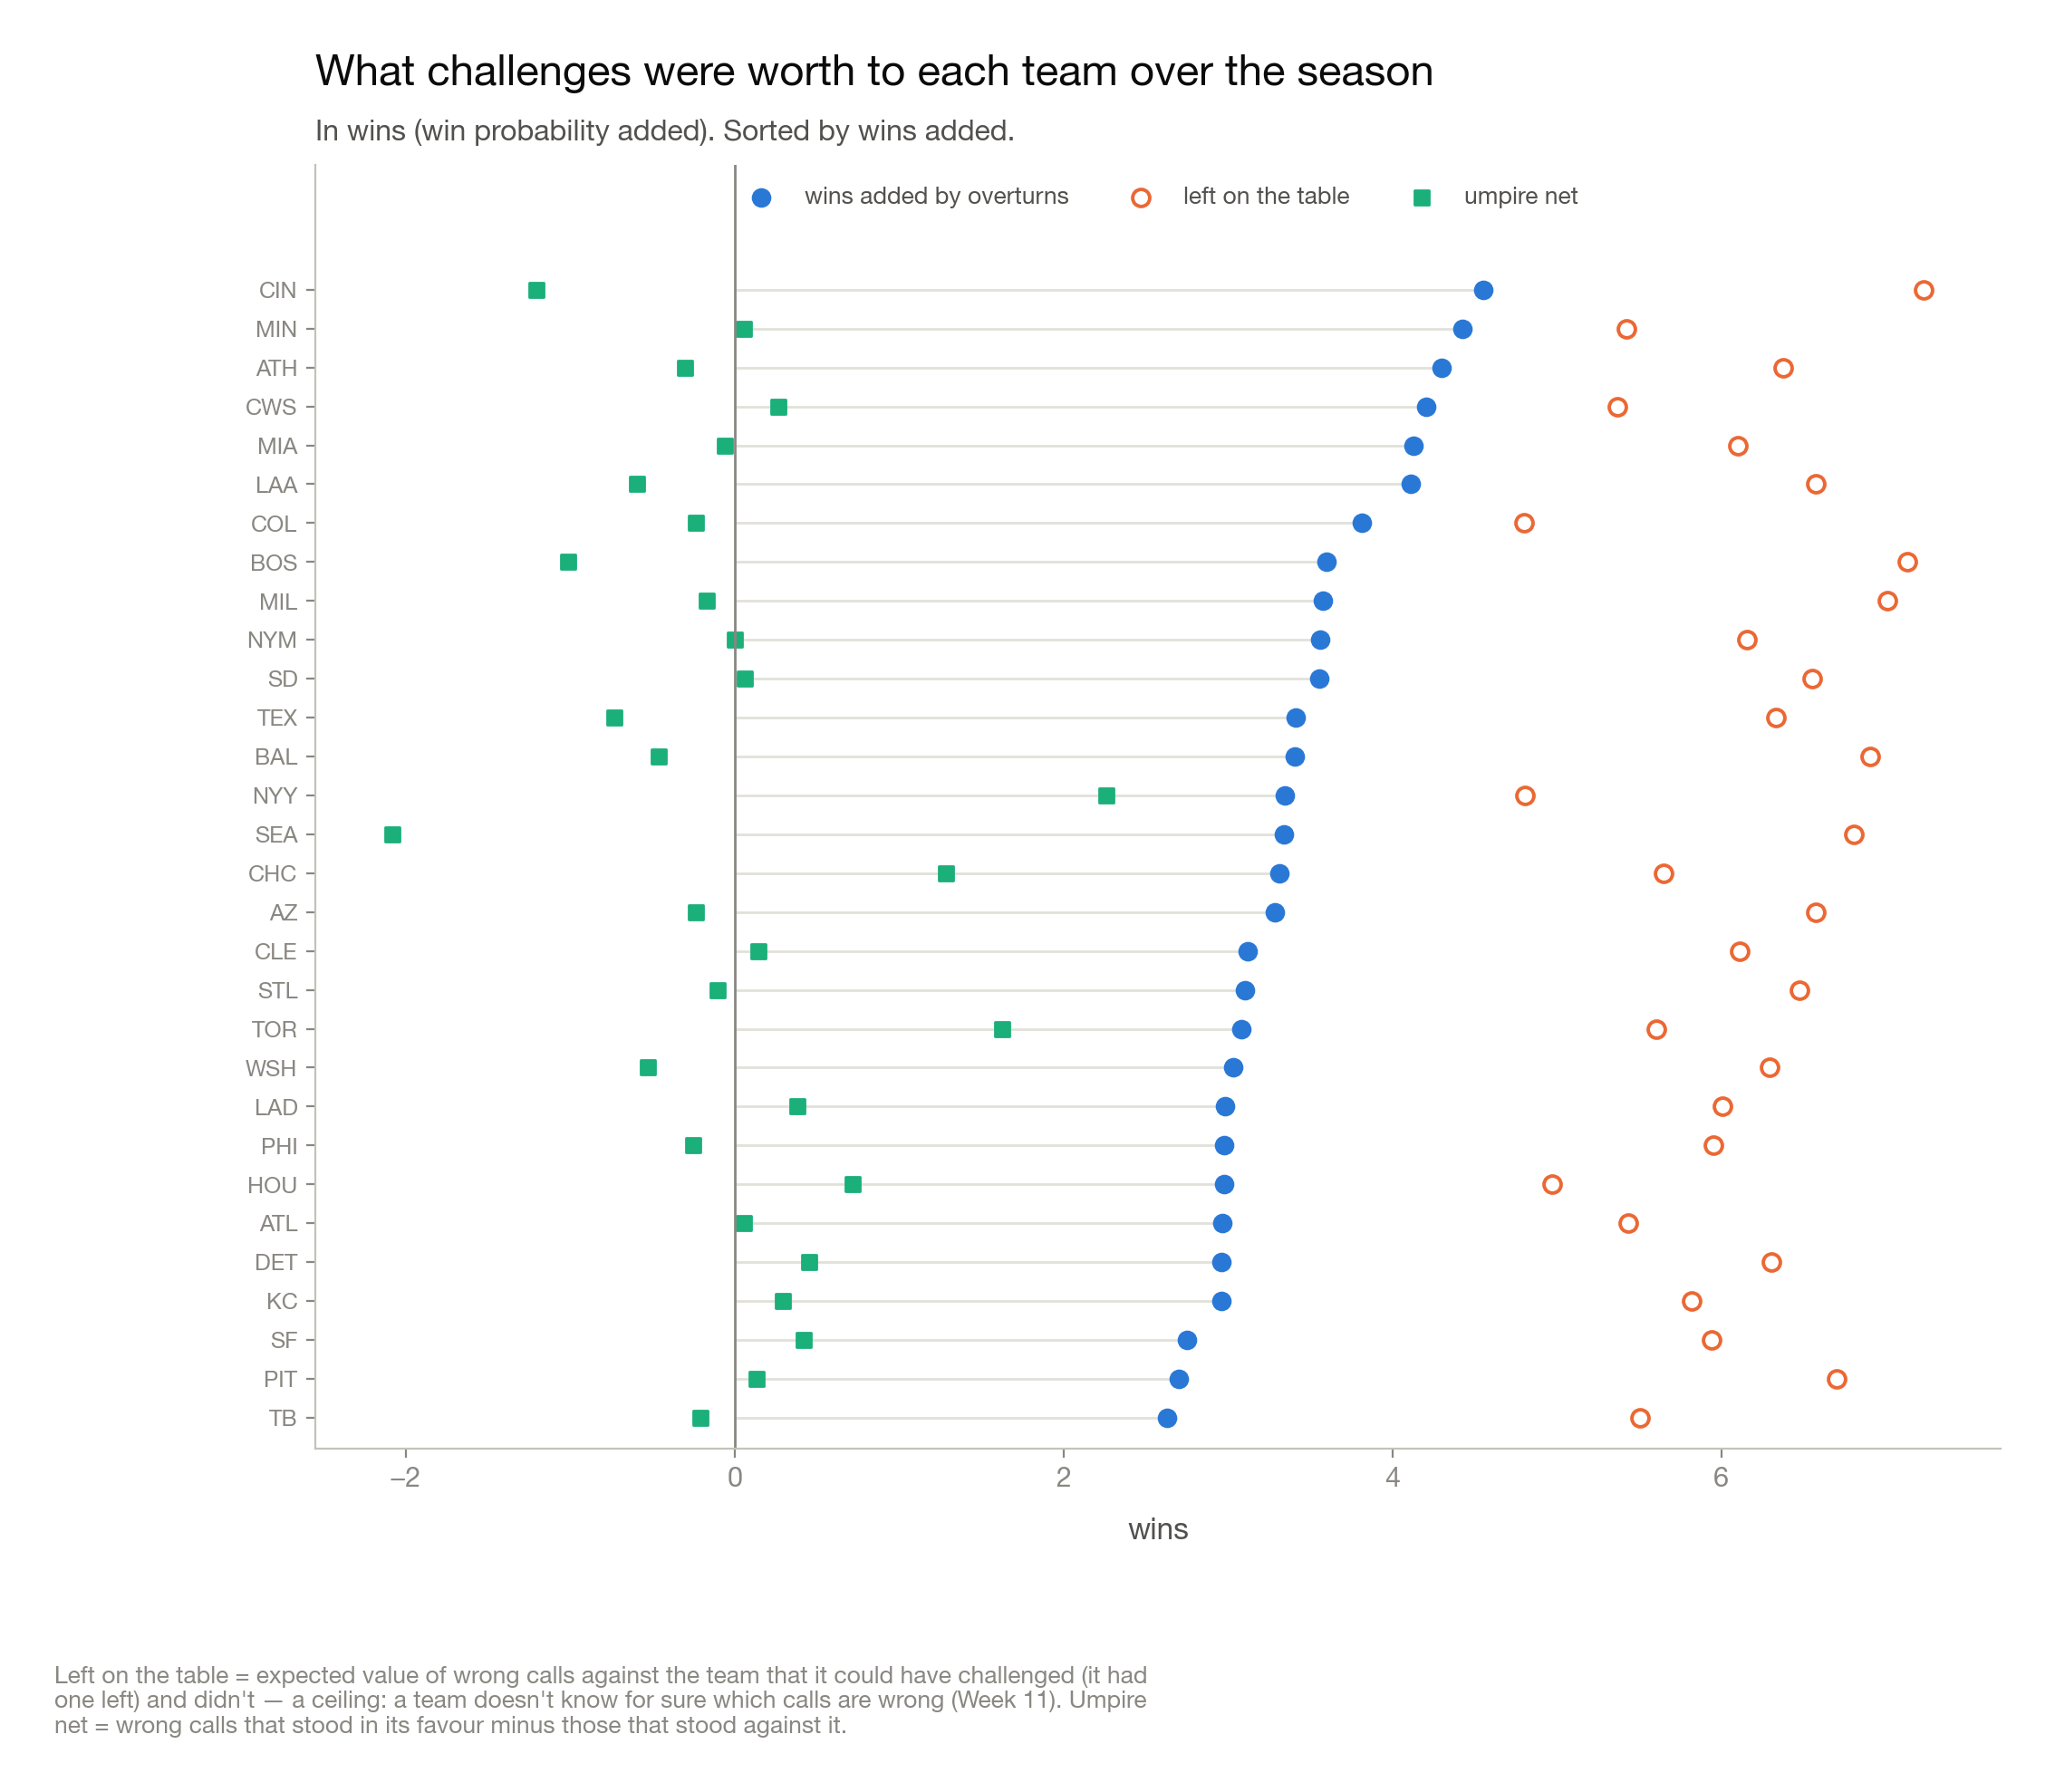 What challenges were worth to each team over the season
In wins (win probability added). Sorted by wins added.
wins added by overturns
left on the table
umpire net
CIN
MIN
ATH
CWS
MIA
LAA
COL
BOS
MIL
NYM
SD
TEX
BAL
NYY
SEA
CHC
AZ
CLE
STL
TOR
WSH
LAD
PHI
HOU
ATL
DET
KC
SF
PIT
TB
−2
0
2
4
6
wins
Left on the table = expected value of wrong calls against the team that it could have challenged (it had
one left) and didn't — a ceiling: a team doesn't know for sure which calls are wrong (Week 11). Umpire
net = wrong calls that stood in its favour minus those that stood against it.